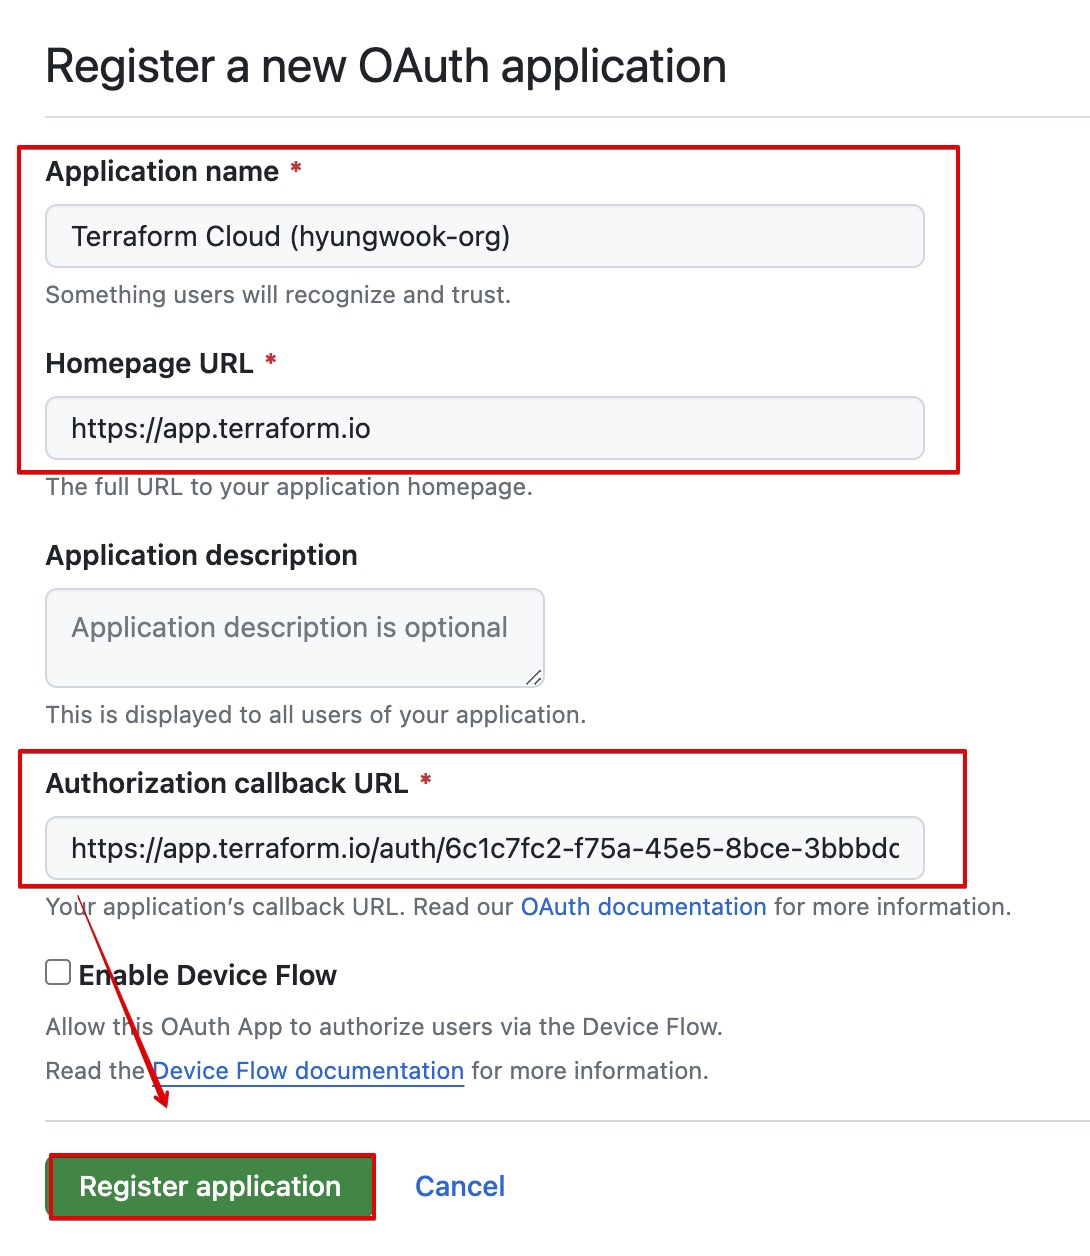 Register a new OAuth application
Application name *
Terraform Cloud (hyungwook-org)
Something users will recognize and trust.
Homepage URL *
https://app.terraform.io
The full URL to your application homepage.
Application description
Application description is optional
This is displayed to all users of your application.
Authorization callback URL *
https://app.terraform.io/auth/6c1c7fc2-f75a-45e5-8bce-3bbbdc
Your application's callback URL. Read our OAuth documentation for more information.
Enable Device Flow
Allow this OAuth App to authorize users via the Device Flow.
Read the Device Flow documentation for more information.
Register application Cancel